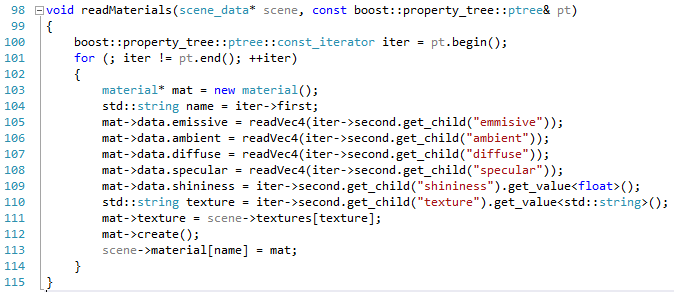 98 void readMaterials(scene_data* scene, const boost::property_tree::ptree& pt)
99 {
100     boost::property_tree::ptree::const_iterator iter = pt.begin();
101     for (; iter != pt.end(); ++iter)
102     {
103         material* mat = new material();
104         std::string name = iter->first;
105         mat->data.emissive = readVec4(iter->second.get_child("emmisive"));
106         mat->data.ambient = readVec4(iter->second.get_child("ambient"));
107         mat->data.diffuse = readVec4(iter->second.get_child("diffuse"));
108         mat->data.specular = readVec4(iter->second.get_child("specular"));
109         mat->data.shininess = iter->second.get_child("shininess").get_value<float>();
110         std::string texture = iter->second.get_child("texture").get_value<std::string>();
111         mat->texture = scene->textures[texture];
112         mat->create();
113         scene->material[name] = mat;
114     }
115 }